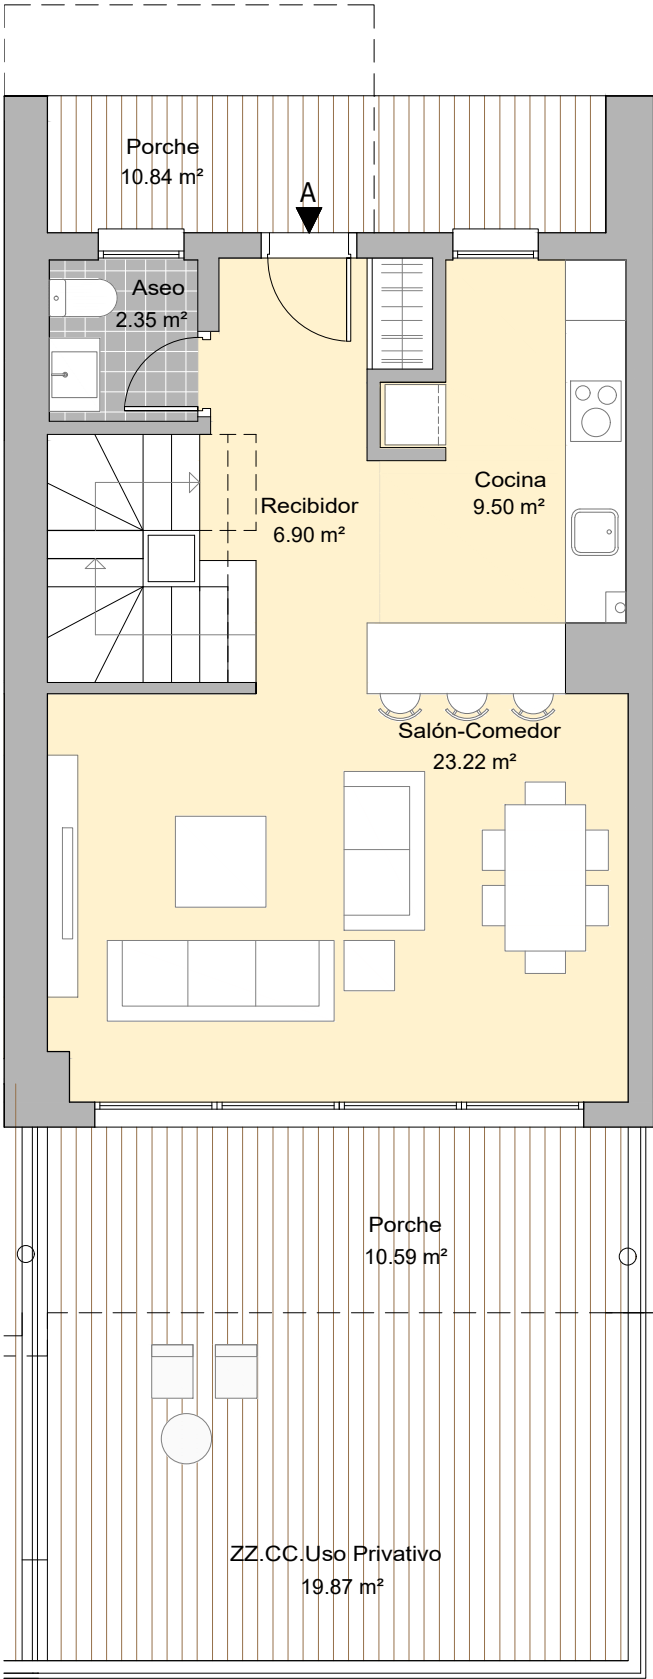 Porche
10.84 m²
A
Aseo
2.35 m²
Cocina
9.50 m²
Recibidor
6.90 m²
Salón-Comedor
23.22 m²
Porche
10.59 m²
ZZ.CC.Uso Privativo
19.87 m²